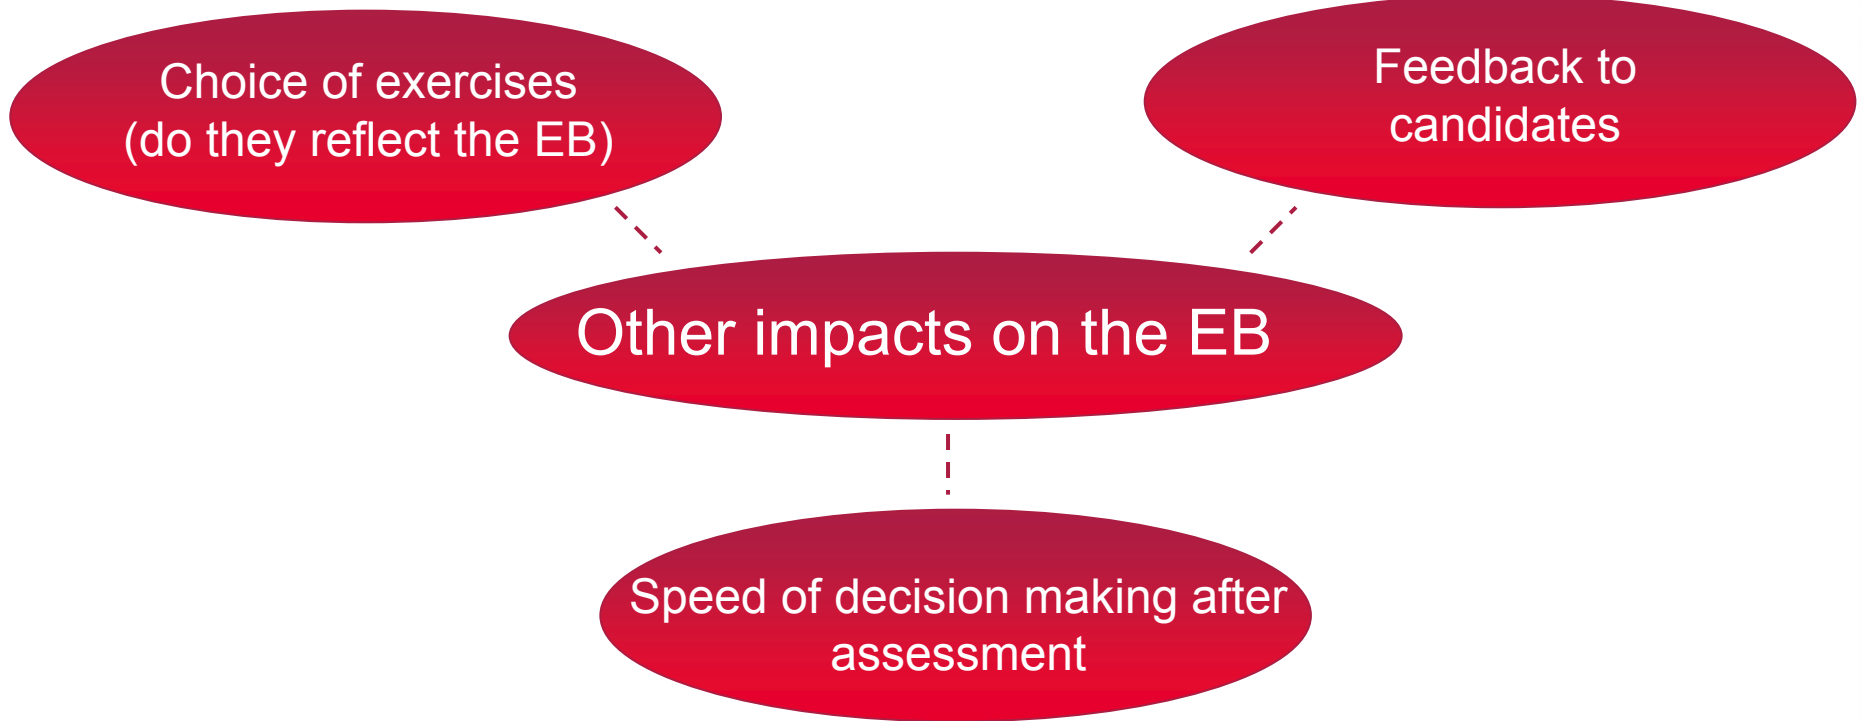 Choice of exercises
(do they reflect the EB)
Feedback to
candidates
Other impacts on the EB
Speed of decision making after
assessment